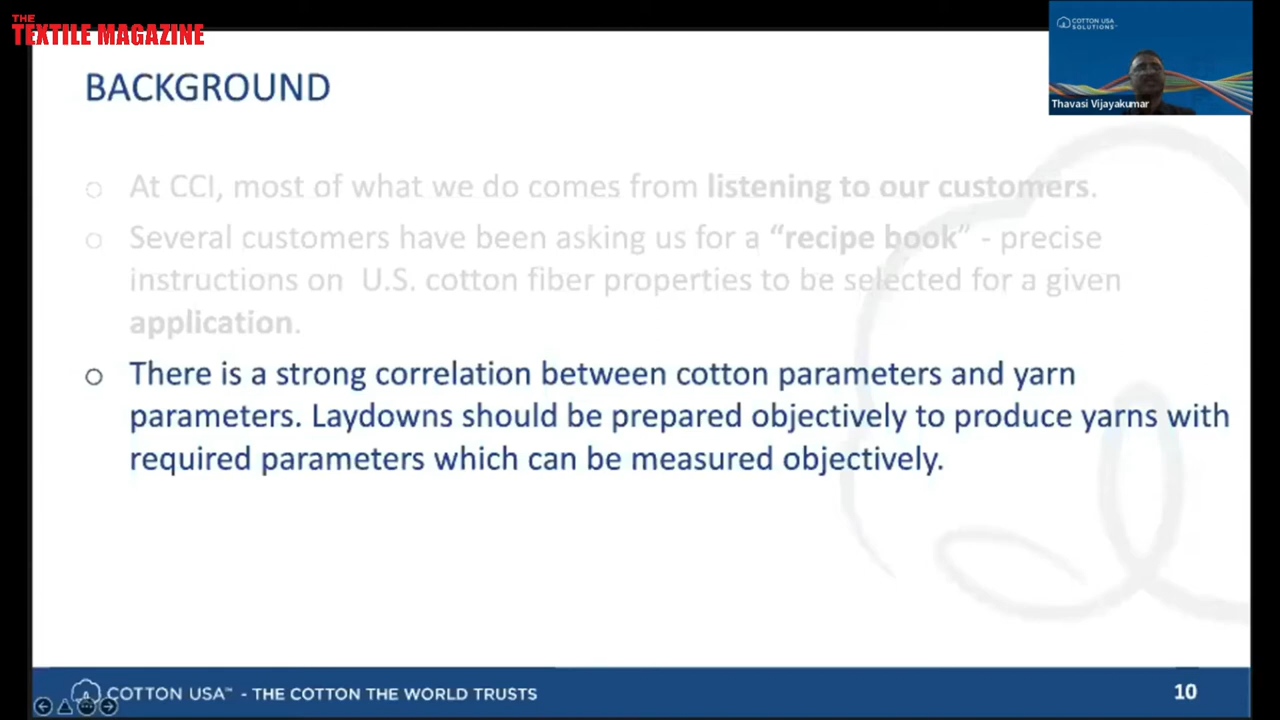 THE
TEXTILE MAGAZINE
COTTON USA
SOLUTIONS™
Thavasi Vijayakumar
BACKGROUND
At CCI, most of what we do comes from listening to our customers.
Several customers have been asking us for a “recipe book” - precise
instructions on U.S. cotton fiber properties to be selected for a given
application.
There is a strong correlation between cotton parameters and yarn
parameters. Laydowns should be prepared objectively to produce yarns with
required parameters which can be measured objectively.
COTTON USA™ - THE COTTON THE WORLD TRUSTS
10